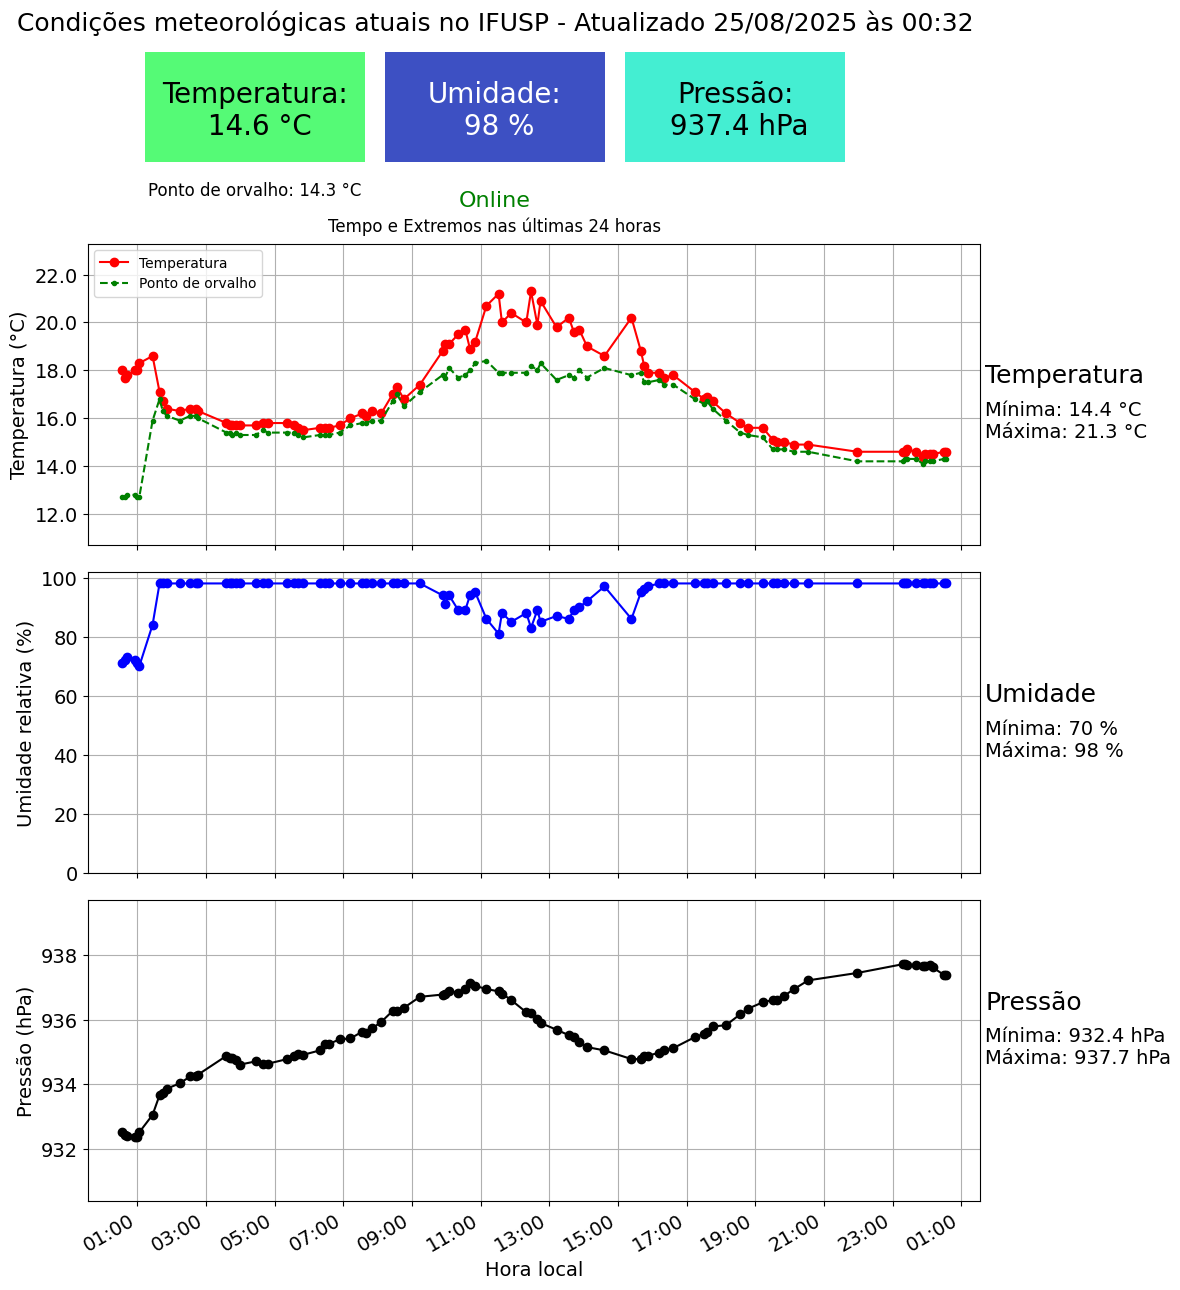 Condições meteorológicas atuais no IFUSP - Atualizado 25/08/2025 às 00:32
Temperatura:
14.6 °C
Umidade:
98 %
Pressão:
937.4 hPa
Ponto de orvalho: 14.3 °C
Online
Tempo e Extremos nas últimas 24 horas
Temperatura
Ponto de orvalho
Temperatura (°C)
22.0
20.0
18.0
16.0
14.0
12.0
Temperatura
Mínima: 14.4 °C
Máxima: 21.3 °C
Umidade relativa (%)
100
80
60
40
20
0
Umidade
Mínima: 70 %
Máxima: 98 %
Pressão (hPa)
938
936
934
932
Pressão
Mínima: 932.4 hPa
Máxima: 937.7 hPa
01:00 03:00 05:00 07:00 09:00 11:00 13:00 15:00 17:00 19:00 21:00 23:00 01:00
Hora local